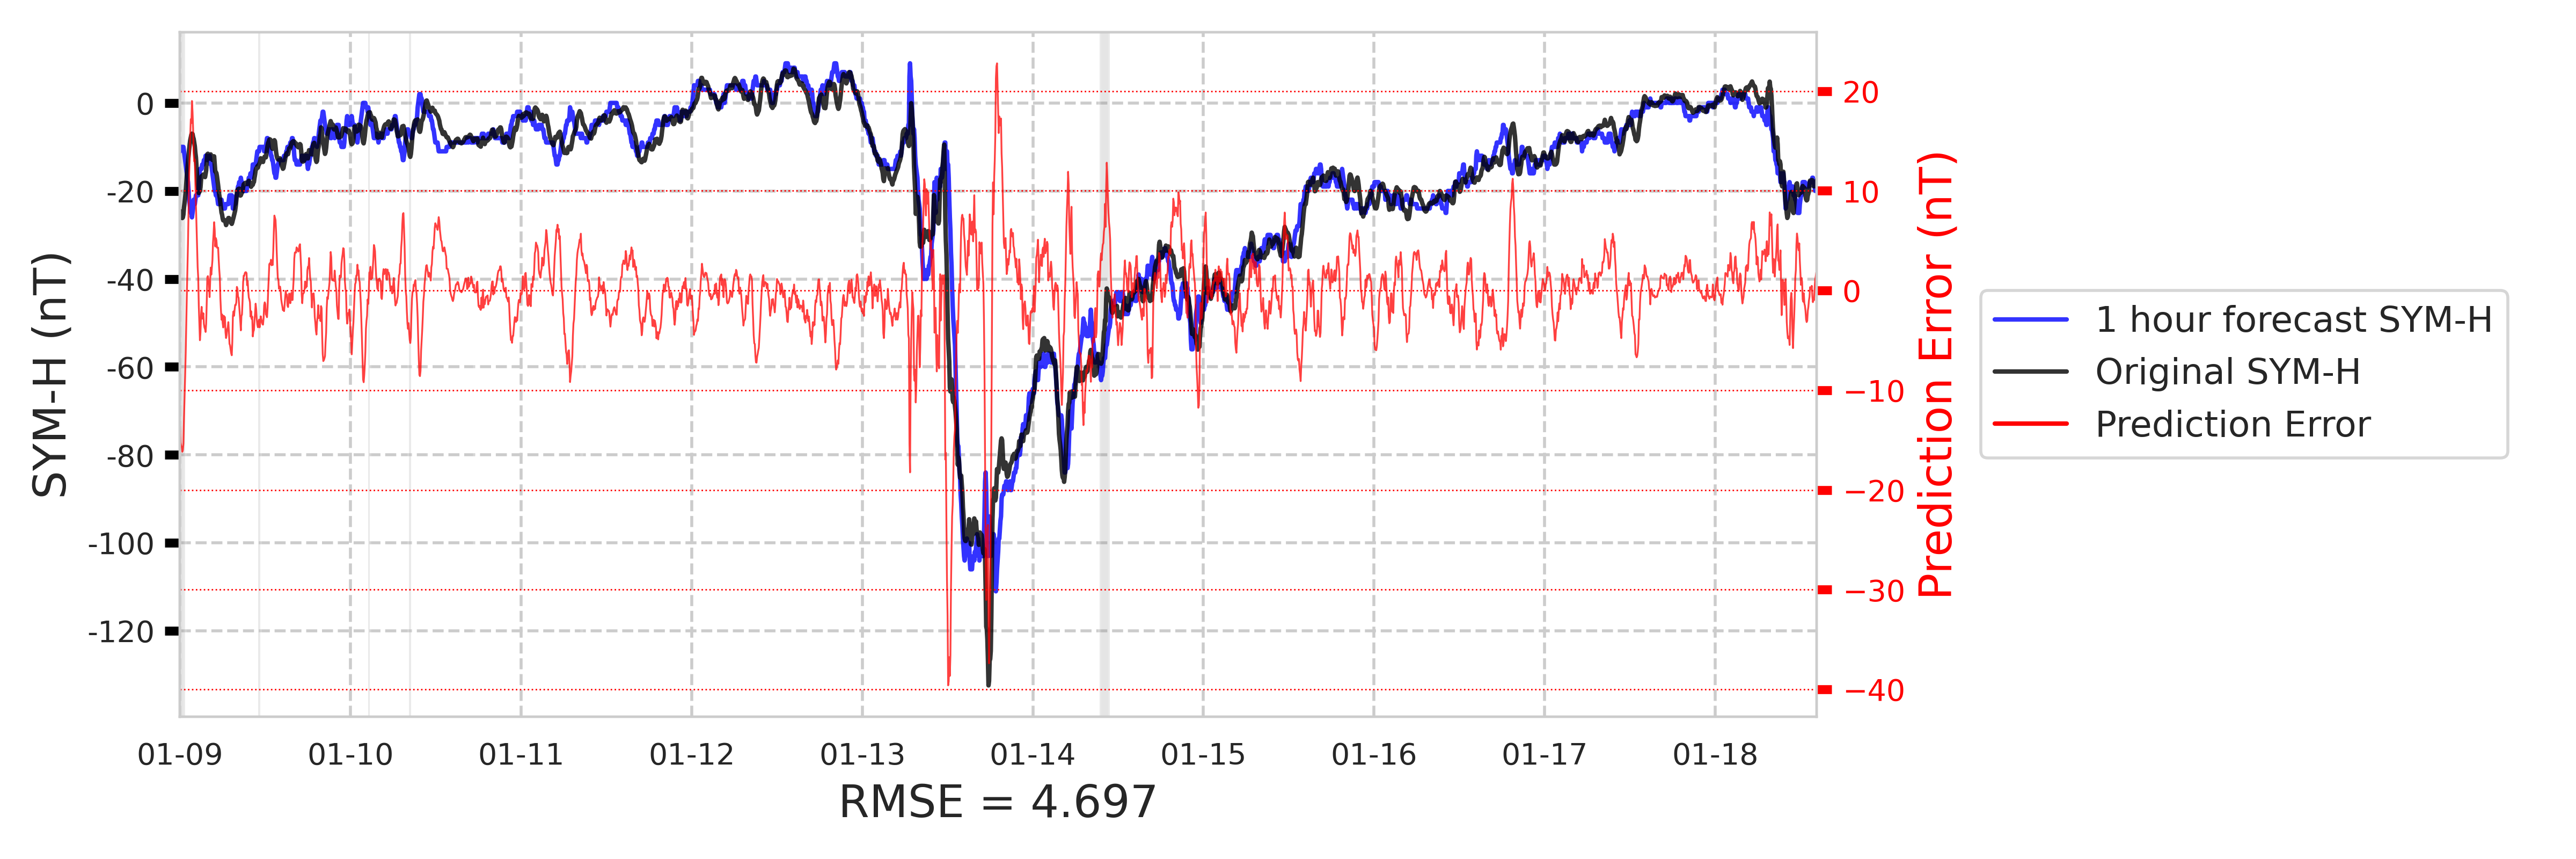 SYM-H (nT)
0
-20
-40
-60
-80
-100
-120
20
10
0
−10
−20
−30
−40
Prediction Error (nT)
1 hour forecast SYM-H
Original SYM-H
Prediction Error
01-09 01-10 01-11 01-12 01-13 01-14 01-15 01-16 01-17 01-18
RMSE = 4.697